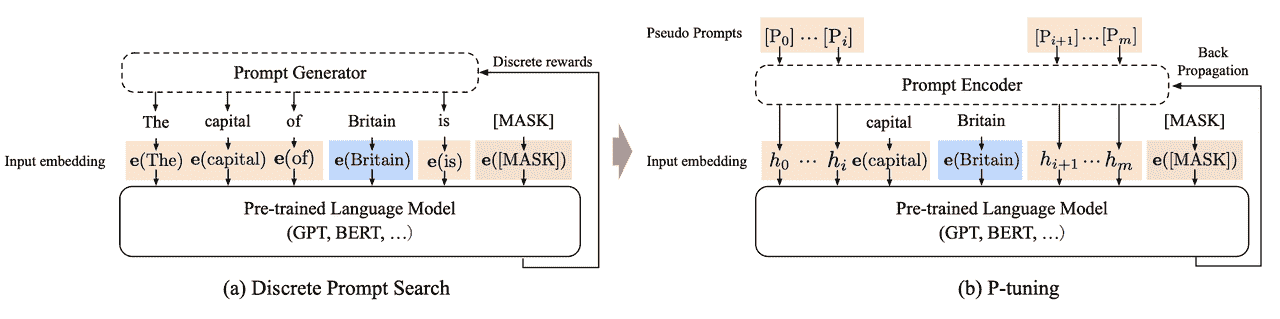 Prompt Generator
Discrete rewards
The capital of Britain is [MASK]
Input embedding e(The) e(capital) e(of) e(Britain) e(is) e([MASK])
Pre-trained Language Model
(GPT, BERT, …)
(a) Discrete Prompt Search
Pseudo Prompts [P0] ⋯ [Pi] [Pi+1] ⋯ [Pm]
Prompt Encoder
Back
Propagation
capital Britain [MASK]
Input embedding h0 ⋯ hi e(capital) e(Britain) hi+1 ⋯ hm e([MASK])
Pre-trained Language Model
(GPT, BERT, …)
(b) P-tuning